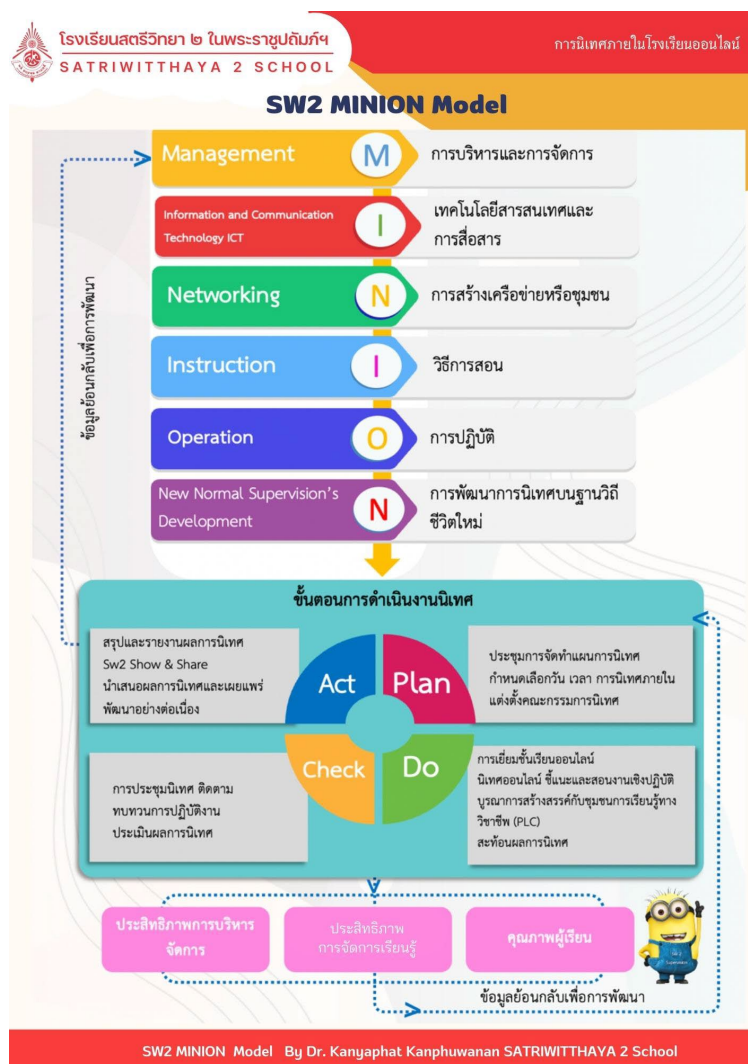 โรงเรียนสตรีวิทยา ๒ ในพระราชูปถัมภ์ฯ
SATRIWITTHAYA 2 SCHOOL
การนิเทศภายในโรงเรียนออนไลน์
SW2 MINION Model
Management M การบริหารและการจัดการ
Information and Communication
Technology ICT
I
เทคโนโลยีสารสนเทศและ
การสื่อสาร
Networking N การสร้างเครือข่ายหรือชุมชน
Instruction I วิธีการสอน
Operation O การปฏิบัติ
New Normal Supervision's
Development
N
การพัฒนาการนิเทศบนฐานวิถี
ชีวิตใหม่
ข้อมูลย้อนกลับเพื่อการพัฒนา
ขั้นตอนการดำเนินงานนิเทศ
สรุปและรายงานผลการนิเทศ
Sw2 Show & Share
นำเสนอผลการนิเทศและเผยแพร่
พัฒนาอย่างต่อเนื่อง
Act
Plan
ประชุมการจัดทำแผนการนิเทศ
กำหนดเลือกวัน เวลา การนิเทศภายใน
แต่งตั้งคณะกรรมการนิเทศ
การประชุมนิเทศ ติดตาม
ทบทวนการปฏิบัติงาน
ประเมินผลการนิเทศ
Check
Do
การเยี่ยมชั้นเรียนออนไลน์
นิเทศออนไลน์ ชี้แนะและสอนงานเชิงปฏิบัติ
บูรณาการสร้างสรรค์กับชุมชนการเรียนรู้ทาง
วิชาชีพ (PLC)
สะท้อนผลการนิเทศ
ประสิทธิภาพการบริหาร
จัดการ
ประสิทธิภาพ
การจัดการเรียนรู้
คุณภาพผู้เรียน
ข้อมูลย้อนกลับเพื่อการพัฒนา
SW2 MINION Model By Dr. Kanyaphat Kanphuwanan SATRIWITTHAYA 2 School